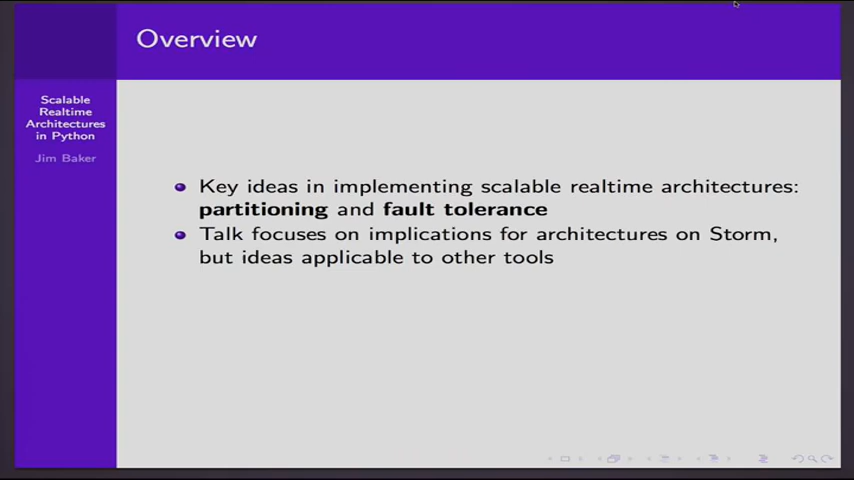 Overview
Scalable
Realtime
Architectures
in Python
Jim Baker
Key ideas in implementing scalable realtime architectures:
partitioning and fault tolerance
Talk focuses on implications for architectures on Storm,
but ideas applicable to other tools